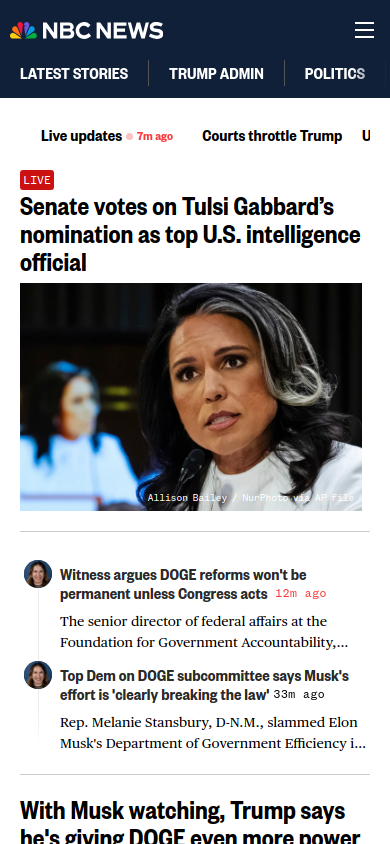 NBC NEWS
LATEST STORIES TRUMP ADMIN POLITICS
Live updates 7m ago Courts throttle Trump U
LIVE
Senate votes on Tulsi Gabbard’s
nomination as top U.S. intelligence
official
Allison Bailey / NurPhoto via AP file
Witness argues DOGE reforms won't be
permanent unless Congress acts 12m ago
The senior director of federal affairs at the
Foundation for Government Accountability,...
Top Dem on DOGE subcommittee says Musk's
effort is 'clearly breaking the law' 33m ago
Rep. Melanie Stansbury, D-N.M., slammed Elon
Musk's Department of Government Efficiency i...
With Musk watching, Trump says
he's giving DOGE even more power